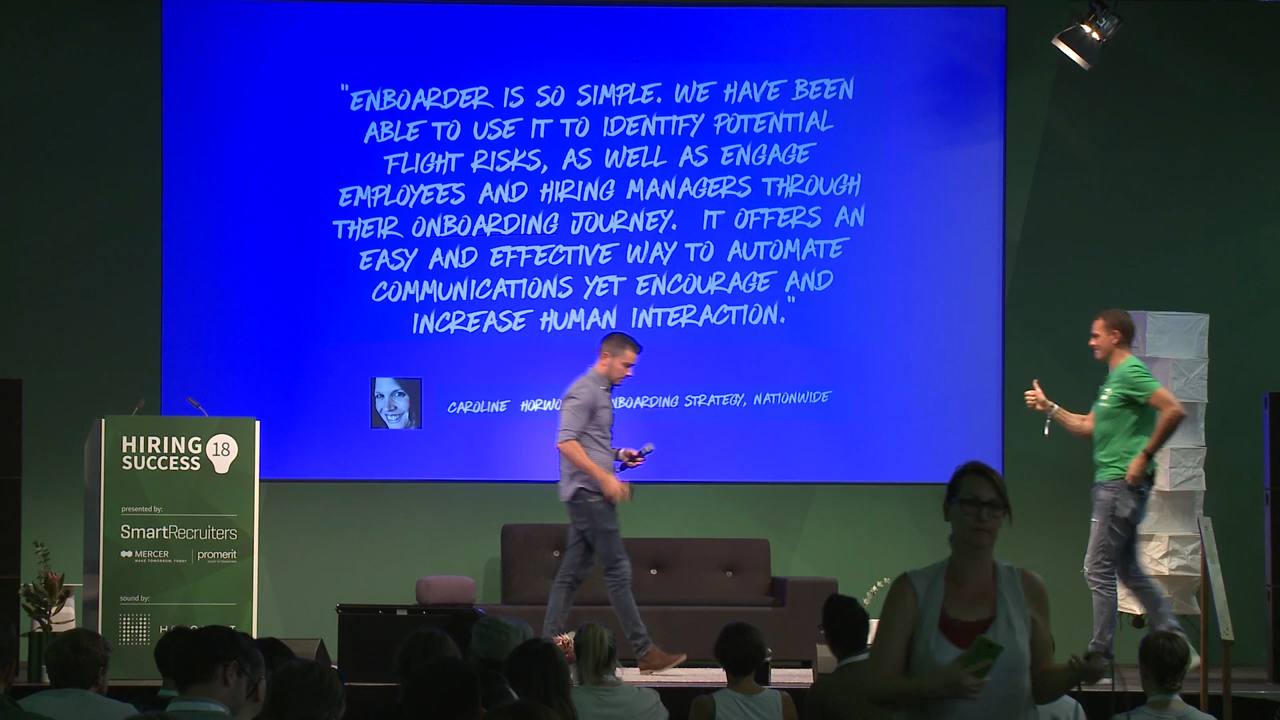 "ENBOARDER IS SO SIMPLE. WE HAVE BEEN
ABLE TO USE IT TO IDENTIFY POTENTIAL
FLIGHT RISKS, AS WELL AS ENGAGE
EMPLOYEES AND HIRING MANAGERS THROUGH
THEIR ONBOARDING JOURNEY. IT OFFERS AN
EASY AND EFFECTIVE WAY TO AUTOMATE
COMMUNICATIONS YET ENCOURAGE AND
INCREASE HUMAN INTERACTION."
CAROLINE STRATEGY, NATIONWIDE
HIRING SUCCESS 18
presented by:
SmartRecruiters
MERCER promerit
MAKE TOMORROW, TODAY
sound by: